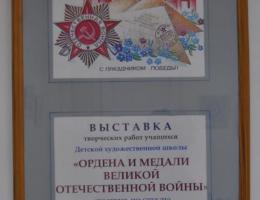 С ПРАЗДНИКОМ ПОБЕДЫ!
ВЫСТАВКА
творческих работ учащихся
Детской художественной школы
«ОРДЕНА И МЕДАЛИ
ВЕЛИКОЙ
ОТЕЧЕСТВЕННОЙ ВОЙНЫ»